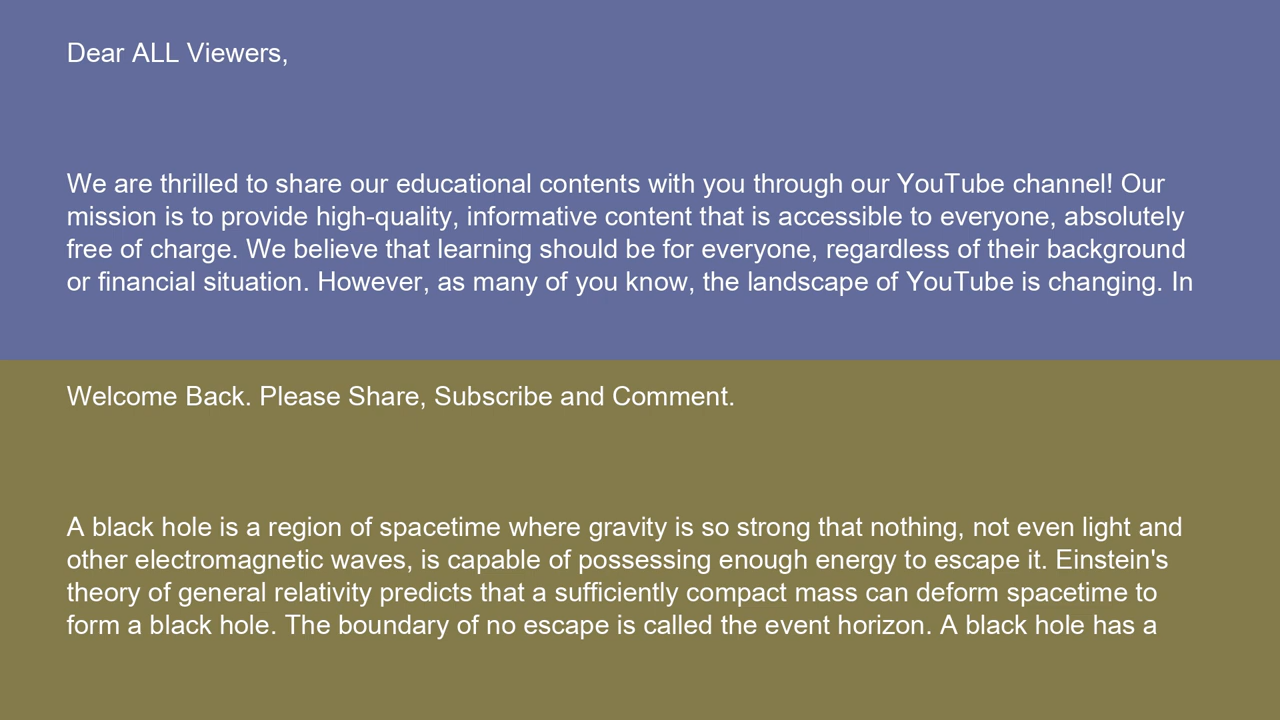 Dear ALL Viewers,
We are thrilled to share our educational contents with you through our YouTube channel! Our
mission is to provide high-quality, informative content that is accessible to everyone, absolutely
free of charge. We believe that learning should be for everyone, regardless of their background
or financial situation. However, as many of you know, the landscape of YouTube is changing. In
Welcome Back. Please Share, Subscribe and Comment.
A black hole is a region of spacetime where gravity is so strong that nothing, not even light and
other electromagnetic waves, is capable of possessing enough energy to escape it. Einstein's
theory of general relativity predicts that a sufficiently compact mass can deform spacetime to
form a black hole. The boundary of no escape is called the event horizon. A black hole has a